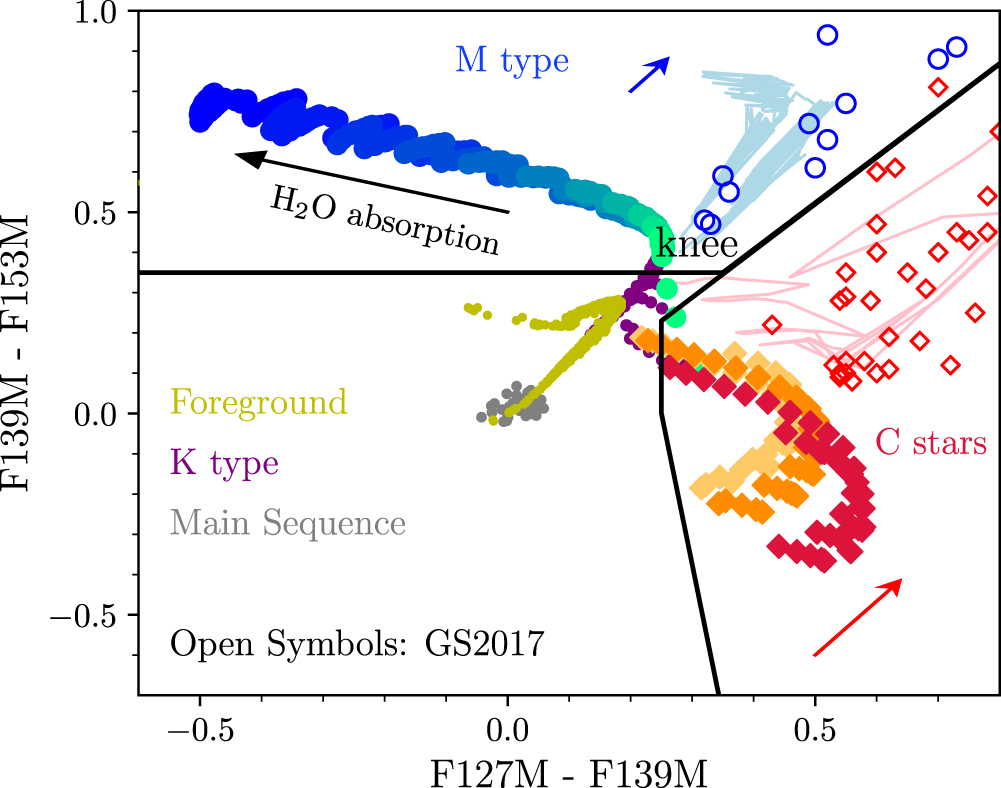 1.0
M type
H₂O absorption
0.5
knee
F139M - F153M
Foreground
0.0
C stars
K type
Main Sequence
−0.5
Open Symbols: GS2017
−0.5 0.0 0.5
F127M - F139M